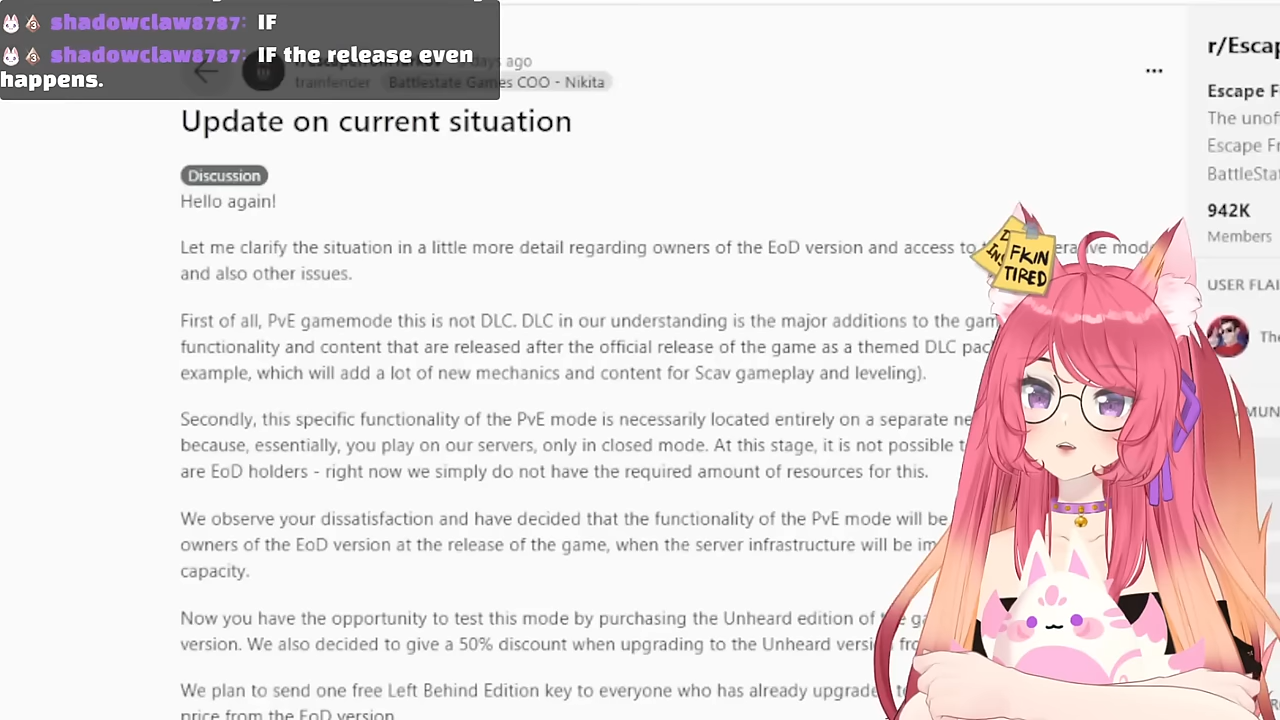 shadowclaw8787: IF
shadowclaw8787: IF the release even
happens.
days ago
trainfender Battlestate Games COO - Nikita
Update on current situation
Discussion
Hello again!
Let me clarify the situation in a little more detail regarding owners of the EoD version and access to mode
and also other issues.
First of all, PvE gamemode this is not DLC. DLC in our understanding is the major additions to the
functionality and content that are released after the official release of the game as a themed DLC
example, which will add a lot of new mechanics and content for Scav gameplay and leveling).
Secondly, this specific functionality of the PvE mode is necessarily located entirely on a separate
because, essentially, you play on our servers, only in closed mode. At this stage, it is not possible
are EoD holders - right now we simply do not have the required amount of resources for this.
We observe your dissatisfaction and have decided that the functionality of the PvE mode will be
owners of the EoD version at the release of the game, when the server infrastructure will be
capacity.
Now you have the opportunity to test this mode by purchasing the Unheard edition of
version. We also decided to give a 50% discount when upgrading to the Unheard
We plan to send one free Left Behind Edition key to everyone who has already
price from the EoD version
r/Escap
Escape F
The unof
Escape Fr
BattleStat
942K
Members
USER FLAI
The
MUN
FKIN
TIRED